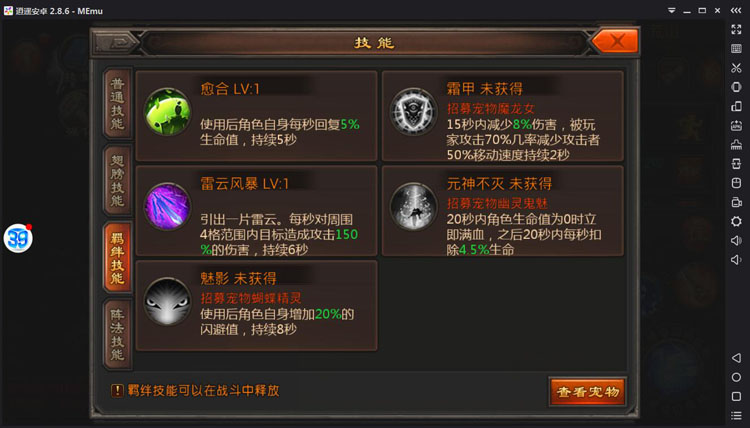 逍遥安卓 2.8.6 - MEmu
技能
普通技能
翅膀技能
羁绊技能
阵法技能
愈合 LV:1
使用后角色自身每秒回复5%
生命值，持续5秒
霜甲 未获得
招募宠物魔龙女
15秒内减少8%伤害，被玩
家攻击70%几率减少攻击者
50%移动速度持续2秒
雷云风暴 LV:1
引出一片雷云。每秒对周围
4格范围内目标造成攻击150
%的伤害，持续6秒
元神不灭 未获得
招募宠物幽灵鬼魅
20秒内角色生命值为0时立
即满血，之后20秒内每秒扣
除4.5%生命
魅影 未获得
招募宠物蝴蝶精灵
使用后角色自身增加20%的
闪避值，持续8秒
39
羁绊技能可以在战斗中释放
查看宠物